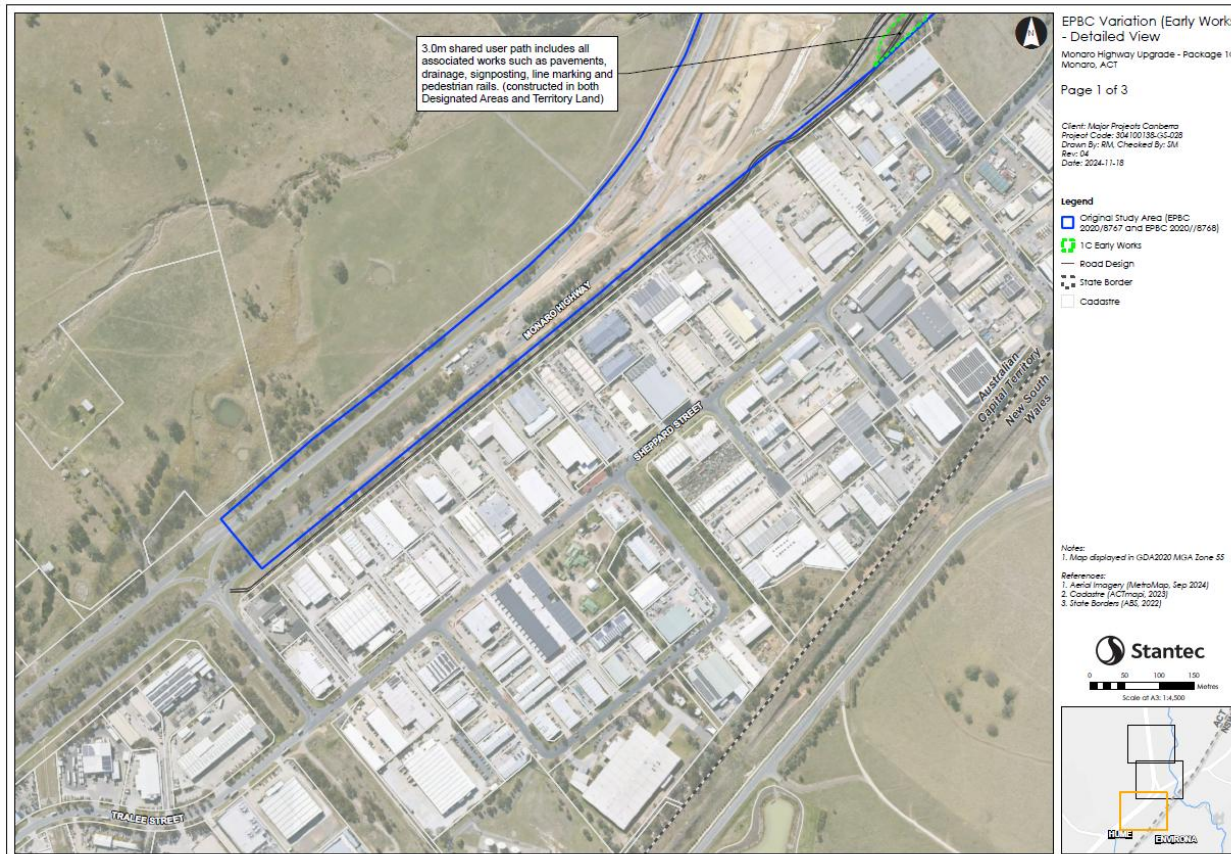 EPBC Variation (Early Work
- Detailed View
Monaro Highway Upgrade - Package 1
Monaro, ACT
Page 1 of 3
Client: Major Projects Canberra
Project Code: 304100138-GS-028
Drawn By: RM, Checked By: SM
Rev: 04
Date: 2024-11-18
Legend
Original Study Area (EPBC
2020/8767 and EPBC 2020//8768)
1C Early Works
Road Design
State Border
Cadastre
3.0m shared user path includes all
associated works such as pavements,
drainage, signposting, line marking and
pedestrian rails. (constructed in both
Designated Areas and Territory Land)
N
MONARO HIGHWAY
SHEPPARD STREET
Australian
Capital Territory
New South
Wales
TRALEE STREET
Notes:
1. Map displayed in GDA2020 MGA Zone 55
References:
1. Aerial Imagery (MetroMap, Sep 2024)
2. Cadastre (ACTmapi, 2023)
3. State Borders (ABS, 2022)
Stantec
0 50 100 150
Metres
Scale at A3: 1:4,500
ACT
HUME
ENVIRONA